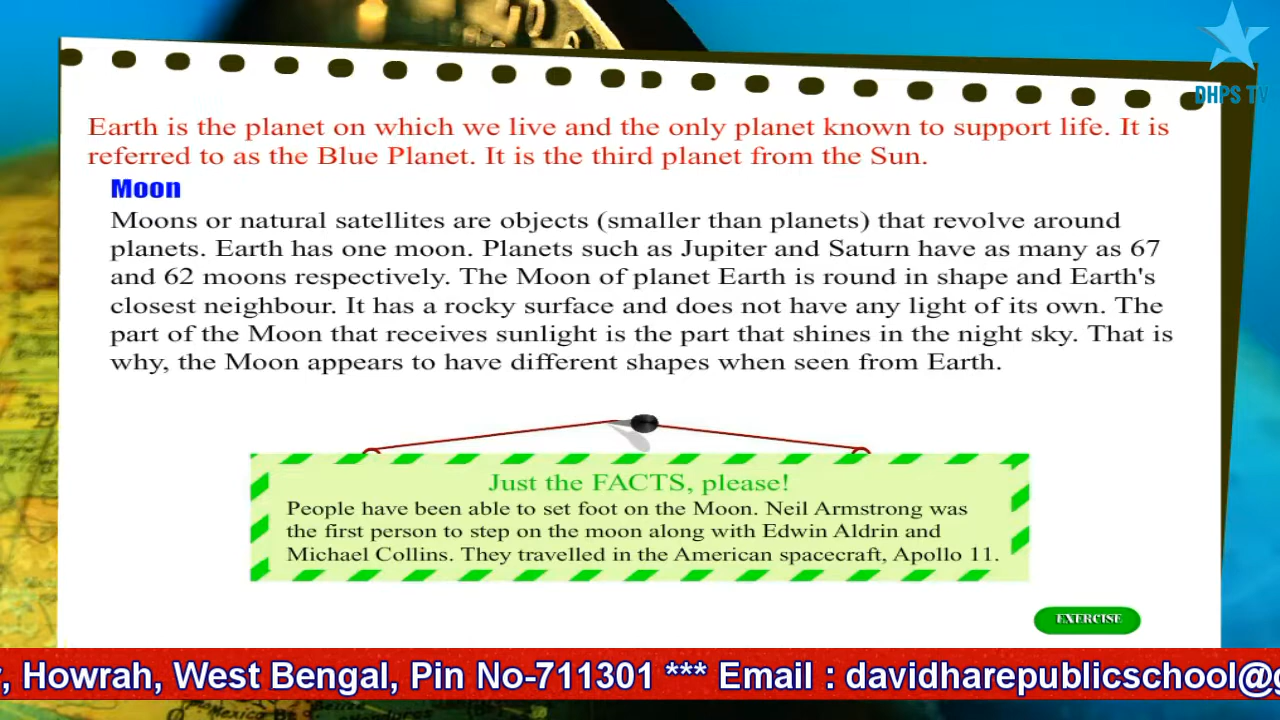 DHPS TV
Earth is the planet on which we live and the only planet known to support life. It is
referred to as the Blue Planet. It is the third planet from the Sun.
Moon
Moons or natural satellites are objects (smaller than planets) that revolve around
planets. Earth has one moon. Planets such as Jupiter and Saturn have as many as 67
and 62 moons respectively. The Moon of planet Earth is round in shape and Earth's
closest neighbour. It has a rocky surface and does not have any light of its own. The
part of the Moon that receives sunlight is the part that shines in the night sky. That is
why, the Moon appears to have different shapes when seen from Earth.
Just the FACTS, please!
People have been able to set foot on the Moon. Neil Armstrong was
the first person to step on the moon along with Edwin Aldrin and
Michael Collins. They travelled in the American spacecraft, Apollo 11.
EXERCISE
, Howrah, West Bengal, Pin No-711301 *** Email : davidharepublicschool@g